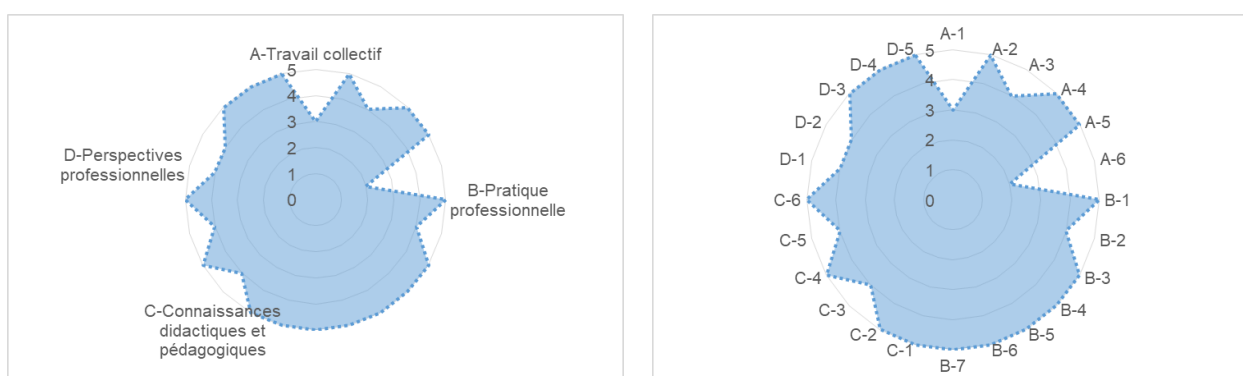 A-Travail collectif
5
4
3
2
1
0
B-Pratique
professionnelle
C-Connaissances
didactiques et
pédagogiques
D-Perspectives
professionnelles
A-1
A-2
A-3
A-4
A-5
A-6
B-1
B-2
B-3
B-4
B-5
B-6
B-7
C-1
C-2
C-3
C-4
C-5
C-6
D-1
D-2
D-3
D-4
D-5
5
4
3
2
1
0